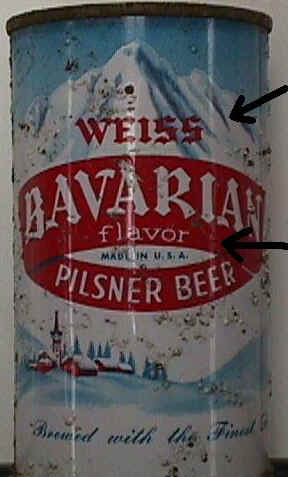 WEISS
BAVARIAN
flavor
MADE IN U.S.A.
PILSNER BEER
Brewed with the Finest